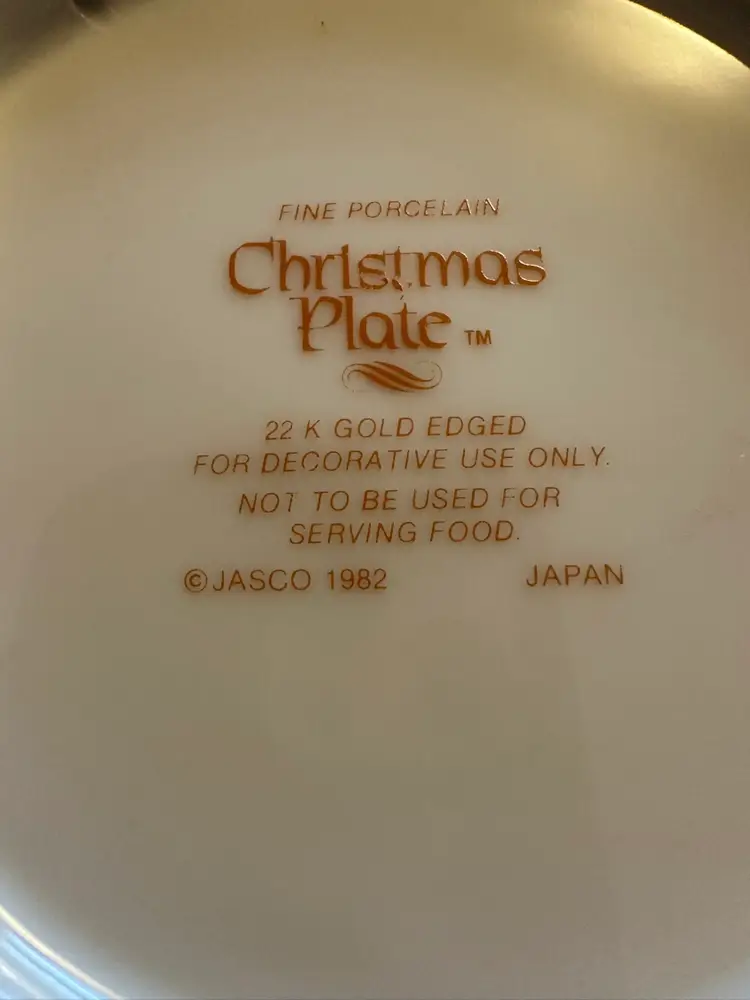 FINE PORCELAIN
Christmas
Plate TM
22 K GOLD EDGED
FOR DECORATIVE USE ONLY.
NOT TO BE USED FOR
SERVING FOOD.
©JASCO 1982 JAPAN